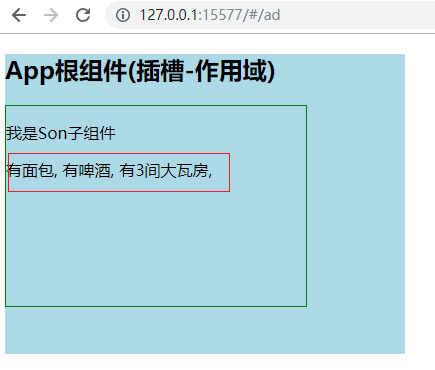 127.0.0.1:15577/#/ad
App根组件(插槽-作用域)
我是Son子组件
有面包, 有啤酒, 有3间大瓦房,